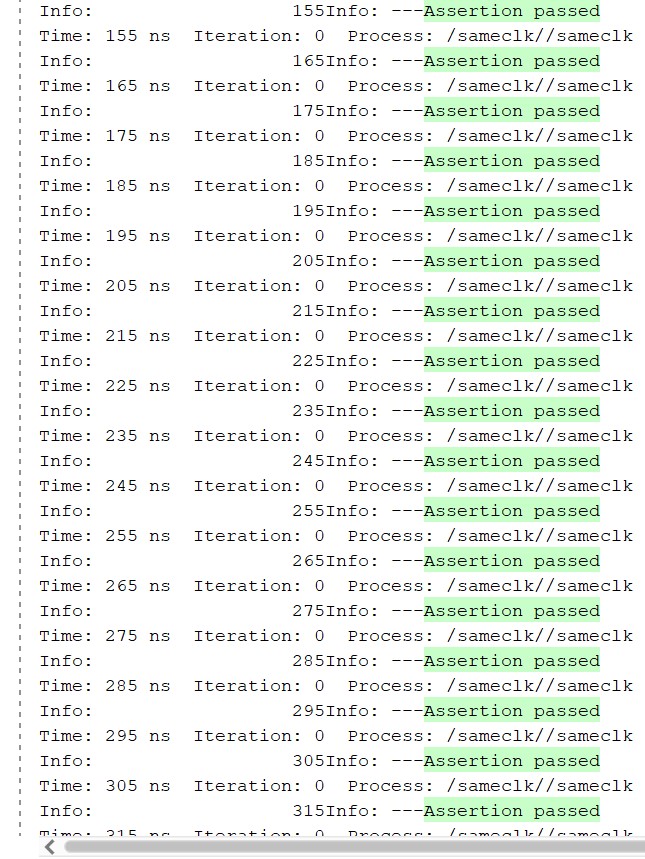 Info:                  155Info: ---Assertion passed
Time: 155 ns  Iteration: 0  Process: /sameclk//sameclk
Info:                  165Info: ---Assertion passed
Time: 165 ns  Iteration: 0  Process: /sameclk//sameclk
Info:                  175Info: ---Assertion passed
Time: 175 ns  Iteration: 0  Process: /sameclk//sameclk
Info:                  185Info: ---Assertion passed
Time: 185 ns  Iteration: 0  Process: /sameclk//sameclk
Info:                  195Info: ---Assertion passed
Time: 195 ns  Iteration: 0  Process: /sameclk//sameclk
Info:                  205Info: ---Assertion passed
Time: 205 ns  Iteration: 0  Process: /sameclk//sameclk
Info:                  215Info: ---Assertion passed
Time: 215 ns  Iteration: 0  Process: /sameclk//sameclk
Info:                  225Info: ---Assertion passed
Time: 225 ns  Iteration: 0  Process: /sameclk//sameclk
Info:                  235Info: ---Assertion passed
Time: 235 ns  Iteration: 0  Process: /sameclk//sameclk
Info:                  245Info: ---Assertion passed
Time: 245 ns  Iteration: 0  Process: /sameclk//sameclk
Info:                  255Info: ---Assertion passed
Time: 255 ns  Iteration: 0  Process: /sameclk//sameclk
Info:                  265Info: ---Assertion passed
Time: 265 ns  Iteration: 0  Process: /sameclk//sameclk
Info:                  275Info: ---Assertion passed
Time: 275 ns  Iteration: 0  Process: /sameclk//sameclk
Info:                  285Info: ---Assertion passed
Time: 285 ns  Iteration: 0  Process: /sameclk//sameclk
Info:                  295Info: ---Assertion passed
Time: 295 ns  Iteration: 0  Process: /sameclk//sameclk
Info:                  305Info: ---Assertion passed
Time: 305 ns  Iteration: 0  Process: /sameclk//sameclk
Info:                  315Info: ---Assertion passed
Time: 315 ns  Iteration: 0  Process: /sameclk//sameclk